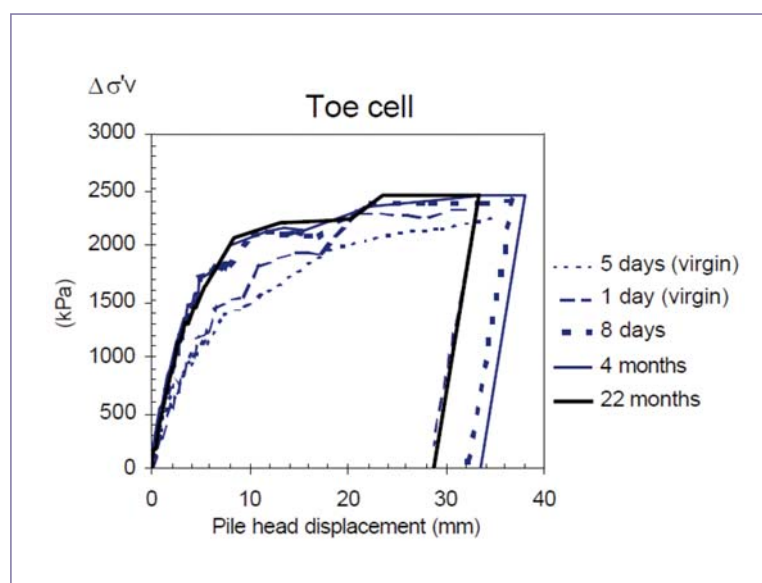 Δσ'v
Toe cell
3000
2500
2000
1500
1000
500
0
(kPa)
0 10 20 30 40
Pile head displacement (mm)
5 days (virgin)
1 day (virgin)
8 days
4 months
22 months